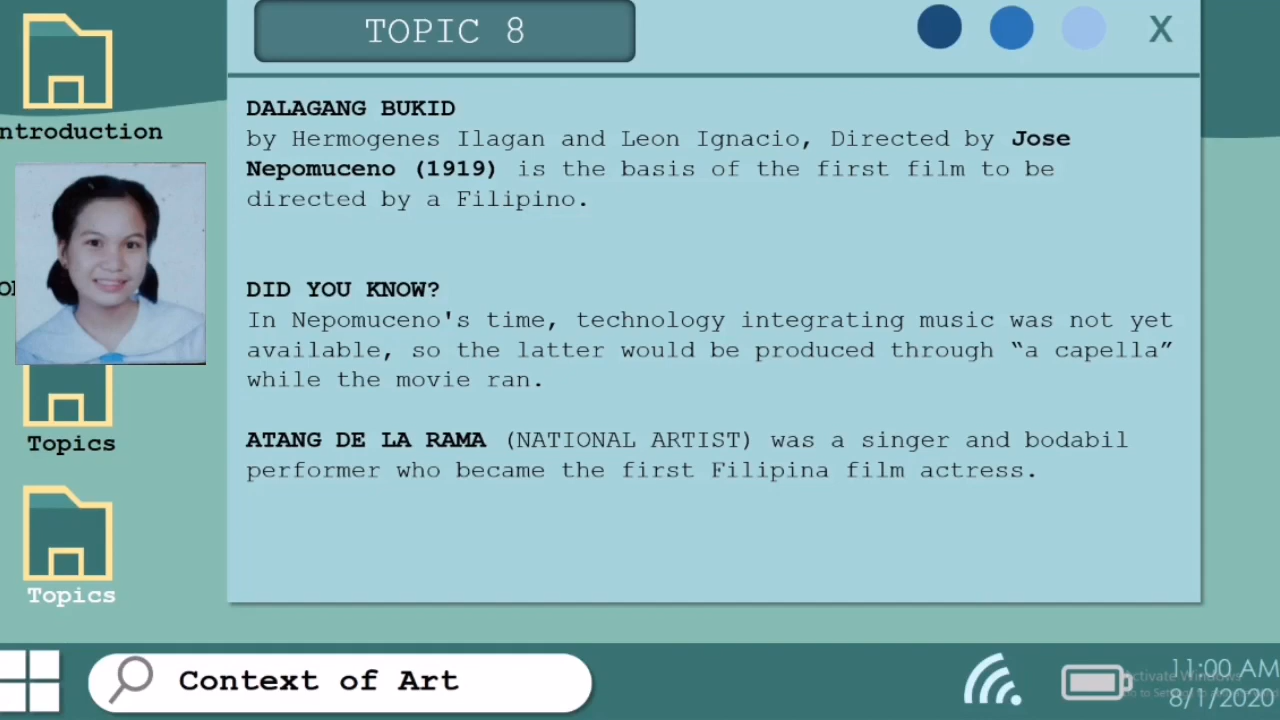 TOPIC 8
X
DALAGANG BUKID
by Hermogenes Ilagan and Leon Ignacio, Directed by Jose
Nepomuceno (1919) is the basis of the first film to be
directed by a Filipino.
DID YOU KNOW?
In Nepomuceno's time, technology integrating music was not yet
available, so the latter would be produced through “a capella”
while the movie ran.
ATANG DE LA RAMA (NATIONAL ARTIST) was a singer and bodabil
performer who became the first Filipina film actress.
ntroduction
Topics
Topics
Context of Art
11:00 AM
Activate Windows
8/1/2020